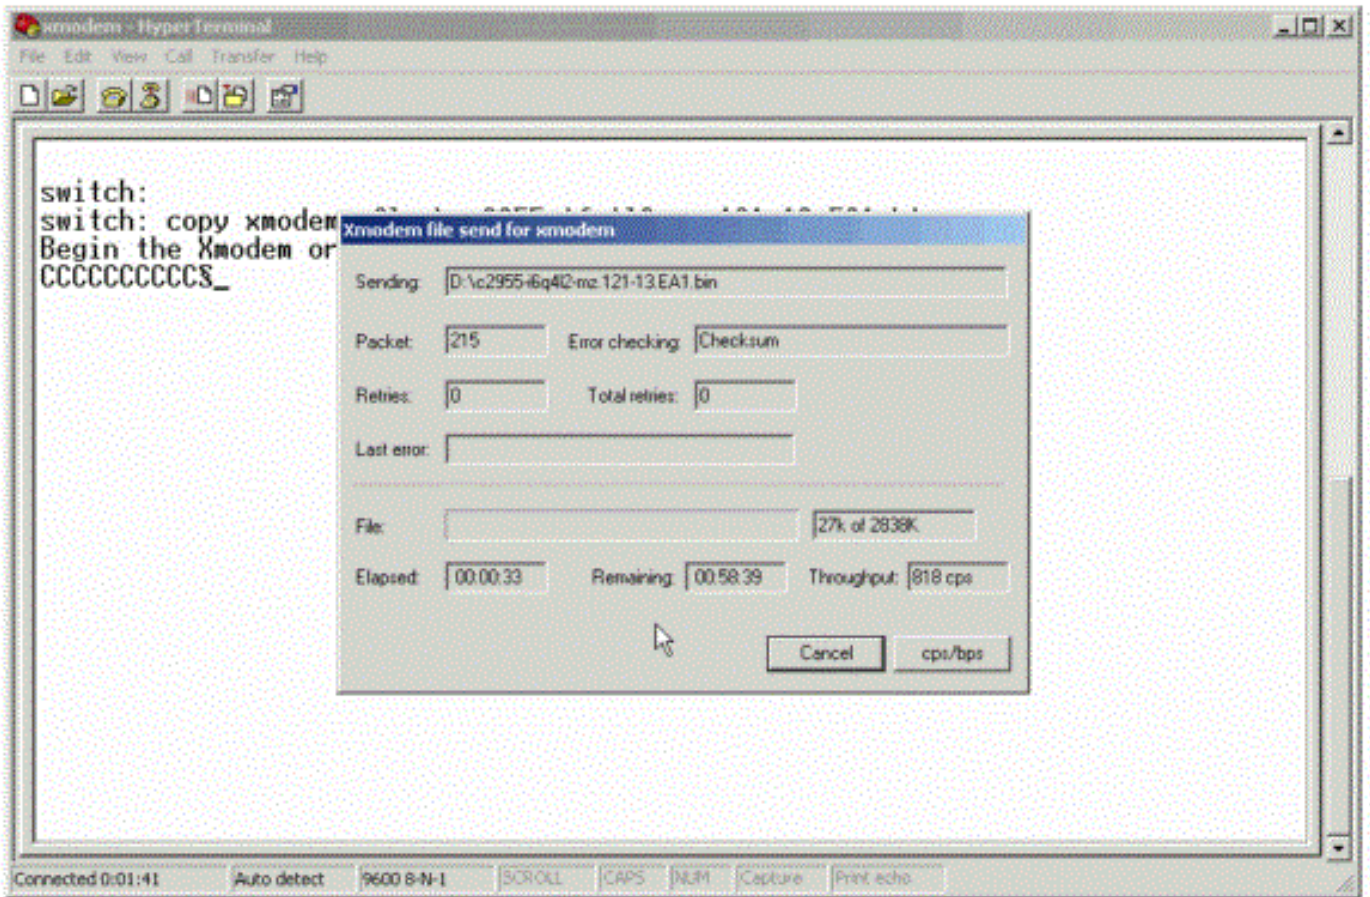 xmodem - HyperTerminal
File Edit View Call Transfer Help
switch:
switch: copy xmodem
Begin the Xmodem or
CCCCCCCCCCS_
Xmodem file send for xmodem
Sending: D:\c2955-i6q4l2-mz.121-13.EA1.bin
Packet: 215 Error checking: Checksum
Retries: 0 Total retries: 0
Last error:
File: 27k of 2838K
Elapsed: 00:00:33 Remaining: 00:58:39 Throughput: 818 cps
Cancel cps/bps
Connected 0:01:41 Auto detect 9600 8-N-1 SCROLL CAPS NUM Capture Print echo